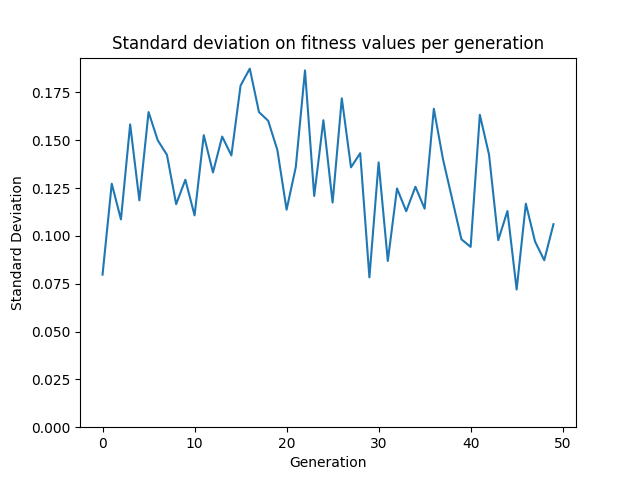 Standard deviation on fitness values per generation
0.175
0.150
0.125
0.100
0.075
0.050
0.025
0.000
Standard Deviation
0 10 20 30 40 50
Generation